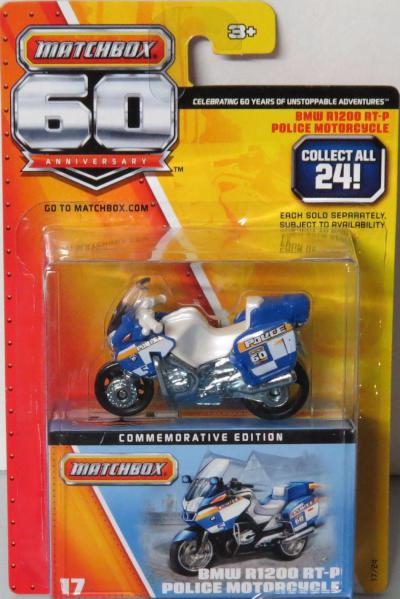 MATCHBOX
60
ANNIVERSARY™
3+
CELEBRATING 60 YEARS OF UNSTOPPABLE ADVENTURES™
BMW R1200 RT-P
POLICE MOTORCYCLE
COLLECT ALL
24!
GO TO MATCHBOX.COM
EACH SOLD SEPARATELY,
SUBJECT TO AVAILABILITY
POLICE
60
COMMEMORATIVE EDITION
MATCHBOX
17
BMW R1200 RT-P
POLICE MOTORCYCLE
17/24